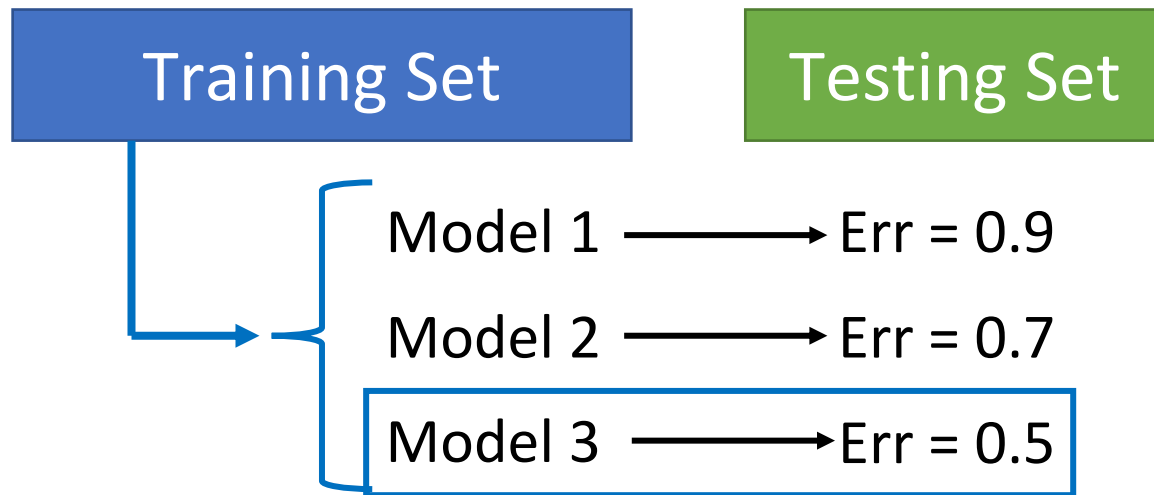 Training Set
Testing Set
Model 1 Err = 0.9
Model 2 Err = 0.7
Model 3 Err = 0.5